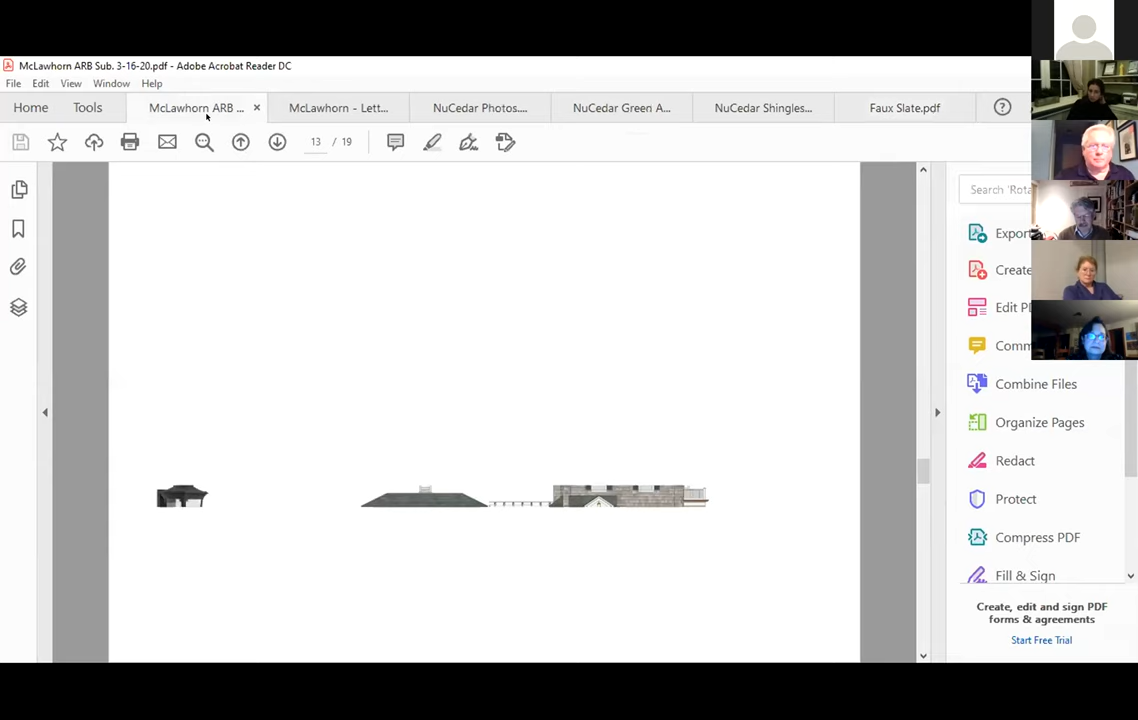 McLawhorn ARB Sub. 3-16-20.pdf - Adobe Acrobat Reader DC
File Edit View Window Help
Home Tools McLawhorn ARB ... × McLawhorn - Lett... NuCedar Photos.... NuCedar Green A... NuCedar Shingles... Faux Slate.pdf ?
13 / 19
Search 'Rota
Export
Create
Edit PD
Comm
Combine Files
Organize Pages
Redact
Protect
Compress PDF
Fill & Sign
Create, edit and sign PDF
forms & agreements
Start Free Trial